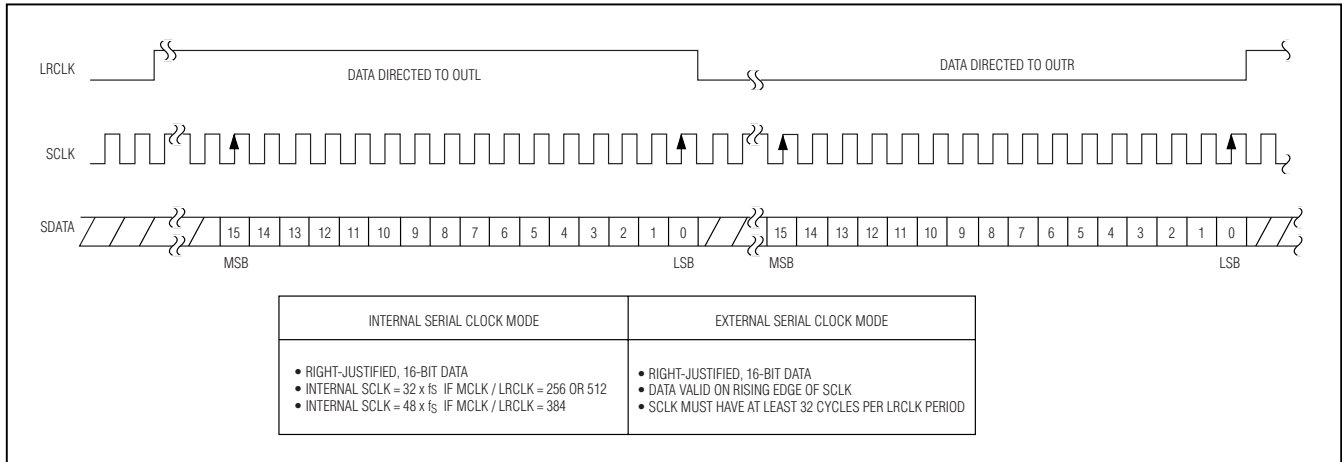 LRCLK
DATA DIRECTED TO OUTL
DATA DIRECTED TO OUTR
SCLK
SDATA
15 14 13 12 11 10 9 8 7 6 5 4 3 2 1 0 15 14 13 12 11 10 9 8 7 6 5 4 3 2 1 0
MSB LSB MSB LSB
INTERNAL SERIAL CLOCK MODE
• RIGHT-JUSTIFIED, 16-BIT DATA
• INTERNAL SCLK = 32 x fS IF MCLK / LRCLK = 256 OR 512
• INTERNAL SCLK = 48 x fS IF MCLK / LRCLK = 384
EXTERNAL SERIAL CLOCK MODE
• RIGHT-JUSTIFIED, 16-BIT DATA
• DATA VALID ON RISING EDGE OF SCLK
• SCLK MUST HAVE AT LEAST 32 CYCLES PER LRCLK PERIOD